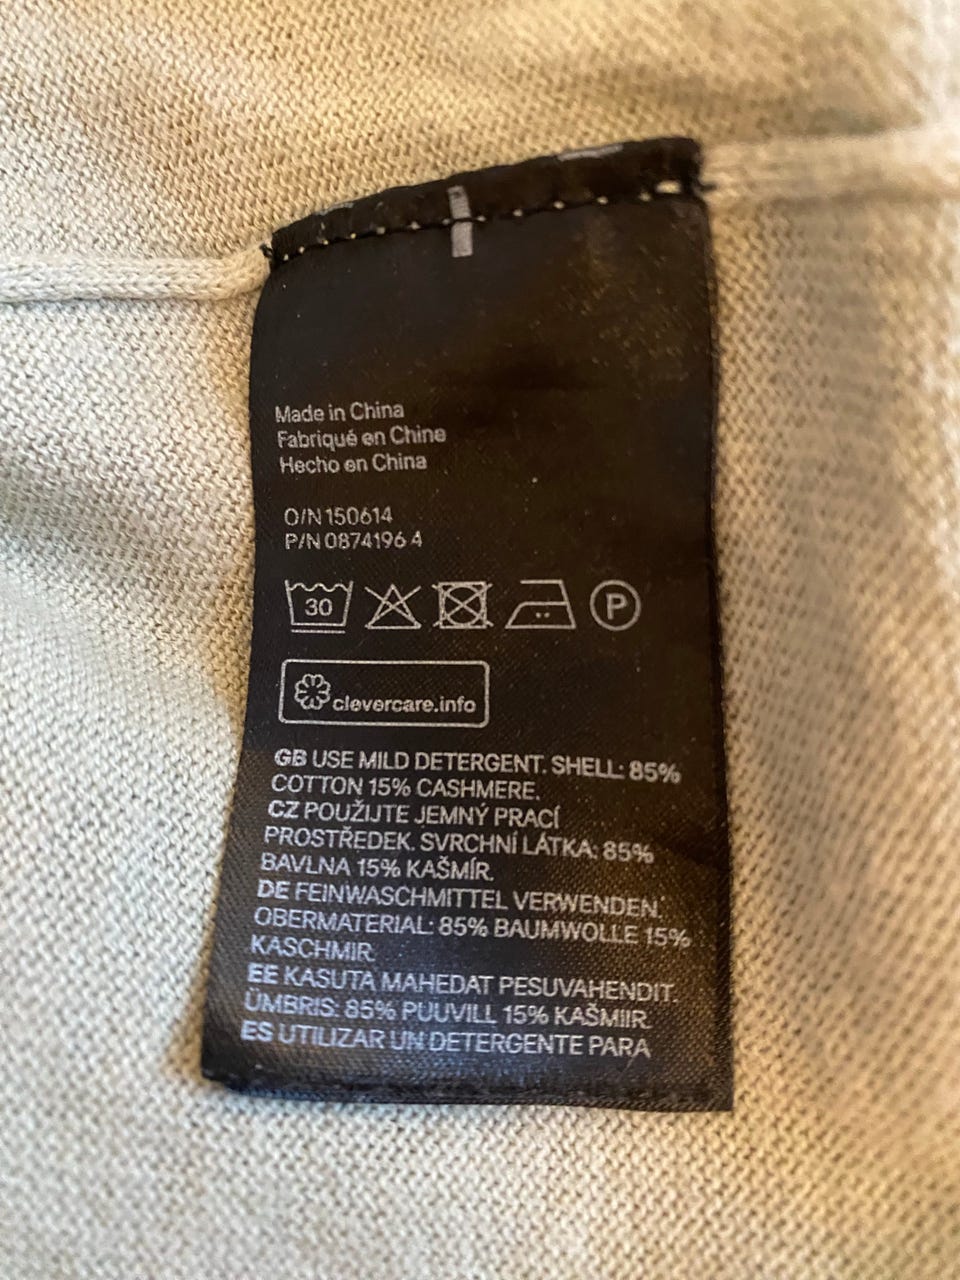 Made in China
Fabriqué en Chine
Hecho en China
O/N 150614
P/N 0874196 4
30
P
clevercare.info
GB USE MILD DETERGENT. SHELL: 85%
COTTON 15% CASHMERE.
CZ POUŽIJTE JEMNÝ PRACÍ
PROSTŘEDEK. SVRCHNÍ LÁTKA: 85%
BAVLNA 15% KAŠMÍR.
DE FEINWASCHMITTEL VERWENDEN.
OBERMATERIAL: 85% BAUMWOLLE 15%
KASCHMIR.
EE KASUTA MAHEDAT PESUVAHENDIT.
ÜMBRIS: 85% PUUVILL 15% KAŠMIIR.
ES UTILIZAR UN DETERGENTE PARA